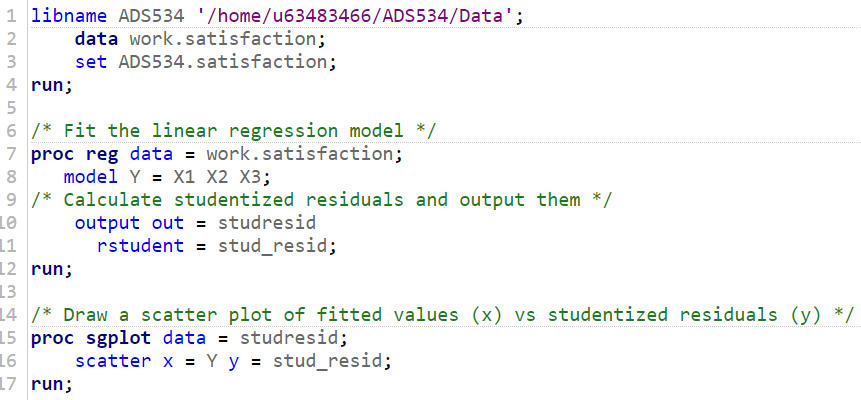 1 libname ADS534 '/home/u63483466/ADS534/Data';
2 data work.satisfaction;
3 set ADS534.satisfaction;
4 run;
5
6 /* Fit the linear regression model */
7 proc reg data = work.satisfaction;
8 model Y = X1 X2 X3;
9 /* Calculate studentized residuals and output them */
10 output out = studresid
11 rstudent = stud_resid;
12 run;
13
14 /* Draw a scatter plot of fitted values (x) vs studentized residuals (y) */
15 proc sgplot data = studresid;
16 scatter x = Y y = stud_resid;
17 run;